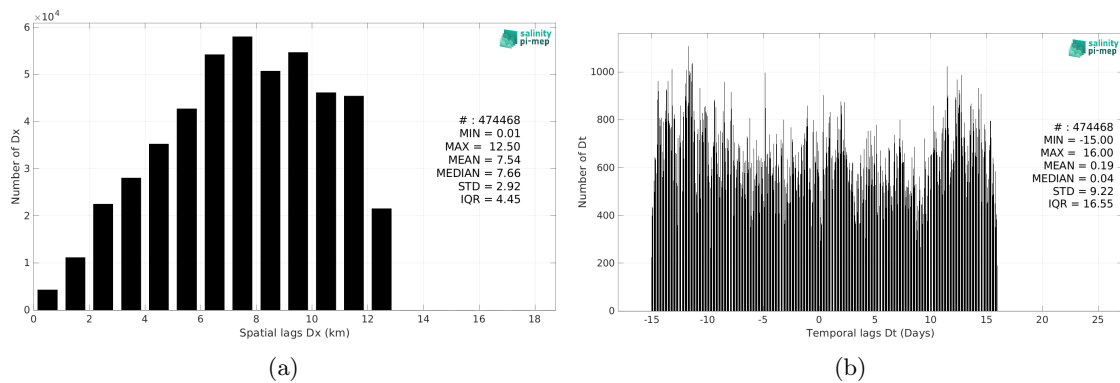 ×10⁴
6
5
4
3
2
1
0
Number of Dx
salinity
pi-mep
# : 474468
MIN = 0.01
MAX = 12.50
MEAN = 7.54
MEDIAN = 7.66
STD = 2.92
IQR = 4.45
0 2 4 6 8 10 12 14 16 18
Spatial lags Dx (km)
(a)
1000
800
600
400
200
0
Number of Dt
salinity
pi-mep
# : 474468
MIN = -15.00
MAX = 16.00
MEAN = 0.19
MEDIAN = 0.04
STD = 9.22
IQR = 16.55
-15 -10 -5 0 5 10 15 20 25
Temporal lags Dt (Days)
(b)